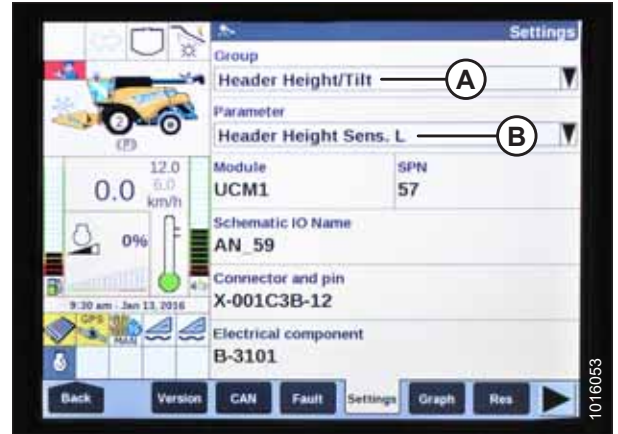 Settings
Group
Header Height/Tilt
A
Parameter
Header Height Sens. L
B
Module
UCM1
SPN
57
Schematic IO Name
AN_59
Connector and pin
X-001C3B-12
Electrical component
B-3101
2
(P)
12.0
6.0
0.0
km/h
0%
9:30 am - Jan 13, 2016
GPS
MAN
Back
Version
CAN
Fault
Settings
Graph
Res
1016053